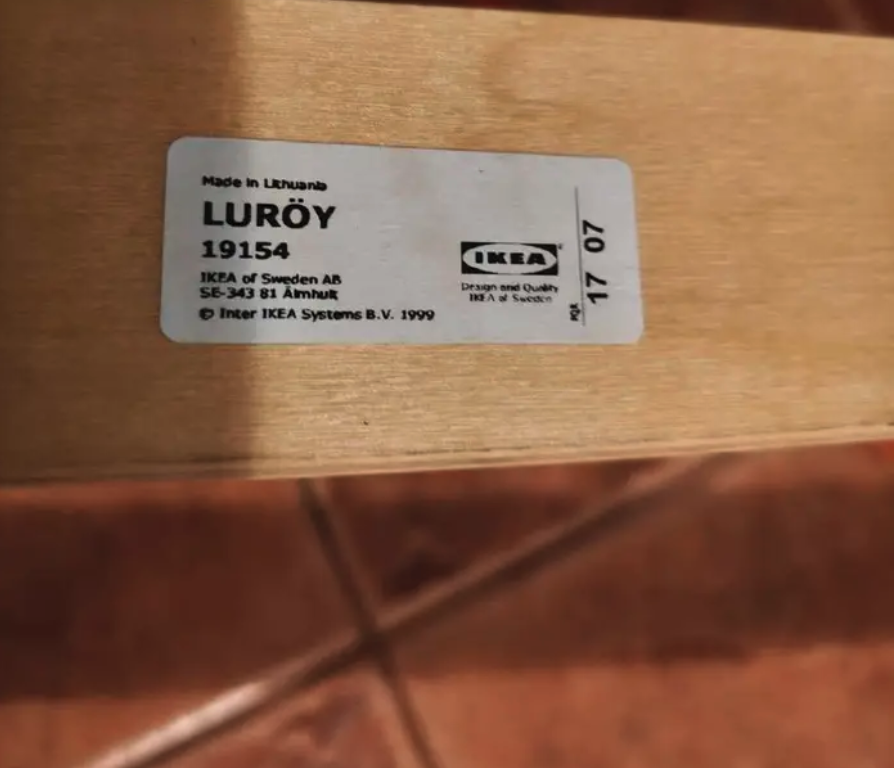 Made in Lithuania
LURÖY
19154
IKEA of Sweden AB
SE-343 81 Älmhult
© Inter IKEA Systems B.V. 1999
IKEA®
Design and Quality
IKEA of Sweden
17 07